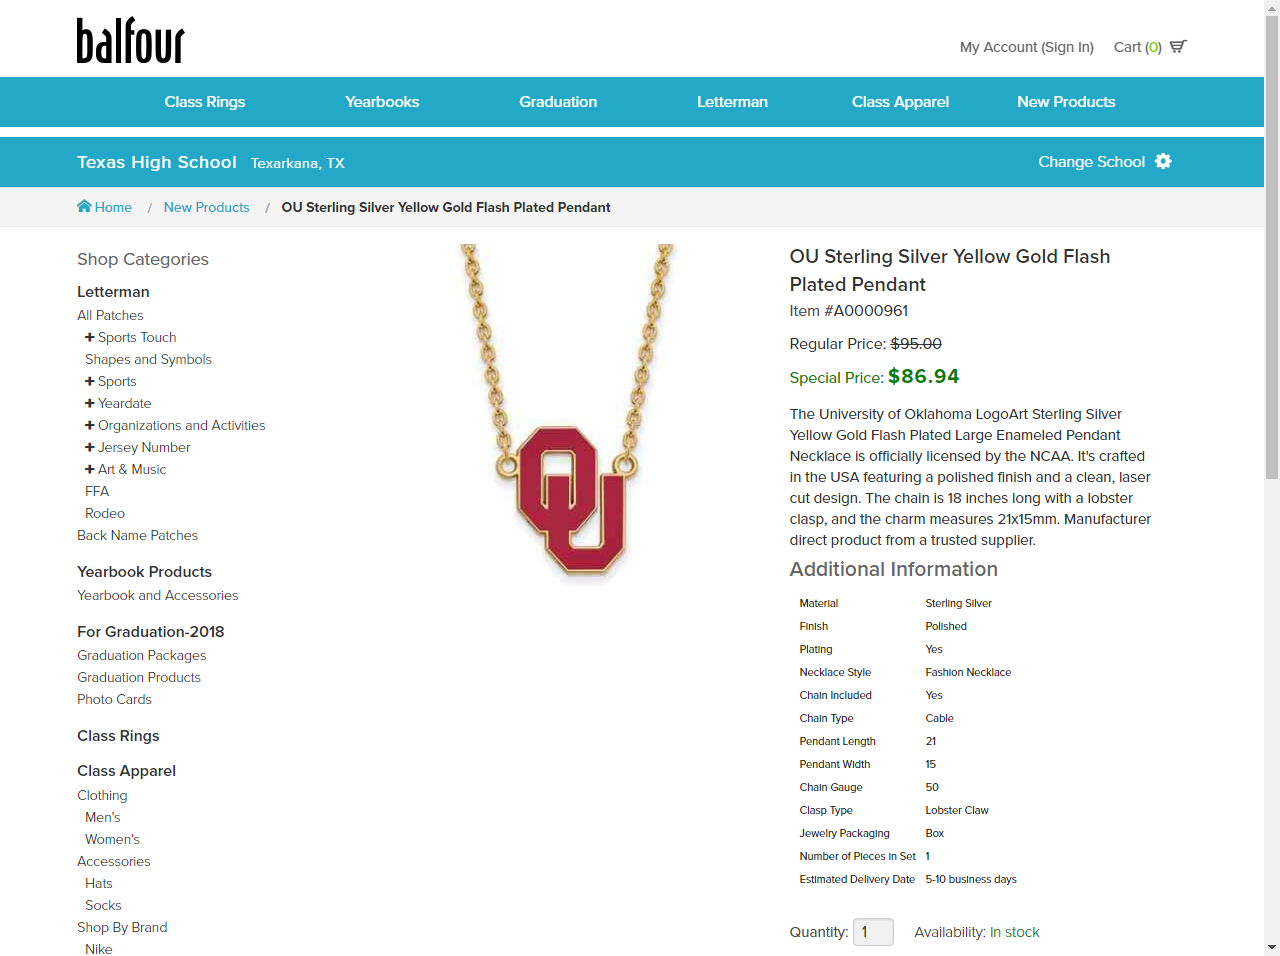 balfour
My Account (Sign In) Cart (0)
Class Rings Yearbooks Graduation Letterman Class Apparel New Products
Texas High School Texarkana, TX Change School
Home / New Products / OU Sterling Silver Yellow Gold Flash Plated Pendant
Shop Categories
Letterman
All Patches
Sports Touch
Shapes and Symbols
Sports
Yeardate
Organizations and Activities
Jersey Number
Art & Music
FFA
Rodeo
Back Name Patches
Yearbook Products
Yearbook and Accessories
For Graduation-2018
Graduation Packages
Graduation Products
Photo Cards
Class Rings
Class Apparel
Clothing
Men's
Women's
Accessories
Hats
Socks
Shop By Brand
Nike
OU
OU Sterling Silver Yellow Gold Flash
Plated Pendant
Item #A0000961
Regular Price: $95.00
Special Price: $86.94
The University of Oklahoma LogoArt Sterling Silver
Yellow Gold Flash Plated Large Enameled Pendant
Necklace is officially licensed by the NCAA. It's crafted
in the USA featuring a polished finish and a clean, laser
cut design. The chain is 18 inches long with a lobster
clasp, and the charm measures 21x15mm. Manufacturer
direct product from a trusted supplier.
Additional Information
Material Sterling Silver
Finish Polished
Plating Yes
Necklace Style Fashion Necklace
Chain Included Yes
Chain Type Cable
Pendant Length 21
Pendant Width 15
Chain Gauge 50
Clasp Type Lobster Claw
Jewelry Packaging Box
Number of Pieces in Set 1
Estimated Delivery Date 5-10 business days
Quantity: 1 Availability: In stock